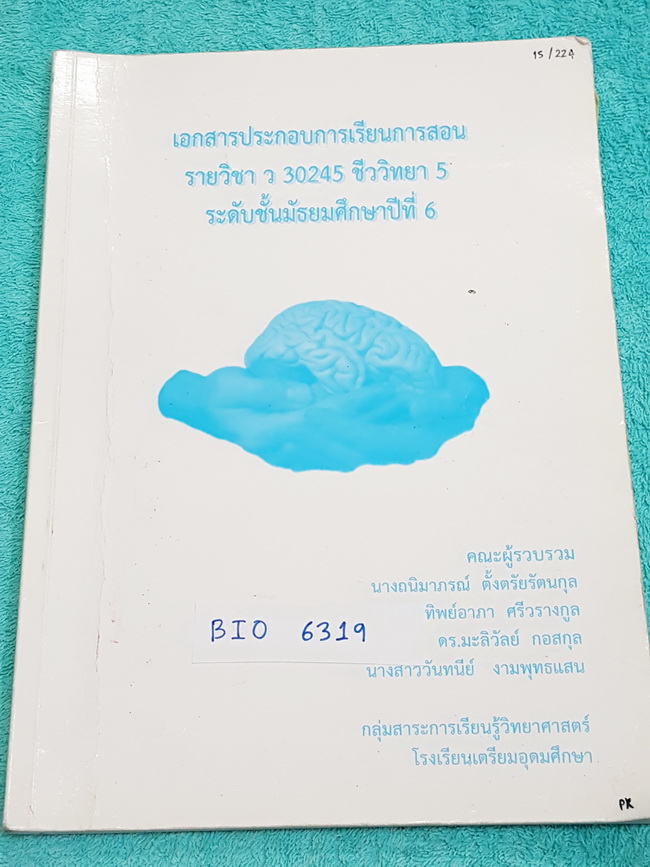 15/224
เอกสารประกอบการเรียนการสอน
รายวิชา ว 30245 ชีววิทยา 5
ระดับชั้นมัธยมศึกษาปีที่ 6
คณะผู้รวบรวม
นางถนิมาภรณ์ ตั้งตรัยรัตนกุล
ทิพย์อาภา ศรีวรางกูล
BIO 6319
ดร.มะลิวัลย์ กอสกุล
นางสาววันทนีย์ งามพุทธแสน
กลุ่มสาระการเรียนรู้วิทยาศาสตร์
โรงเรียนเตรียมอุดมศึกษา
PK